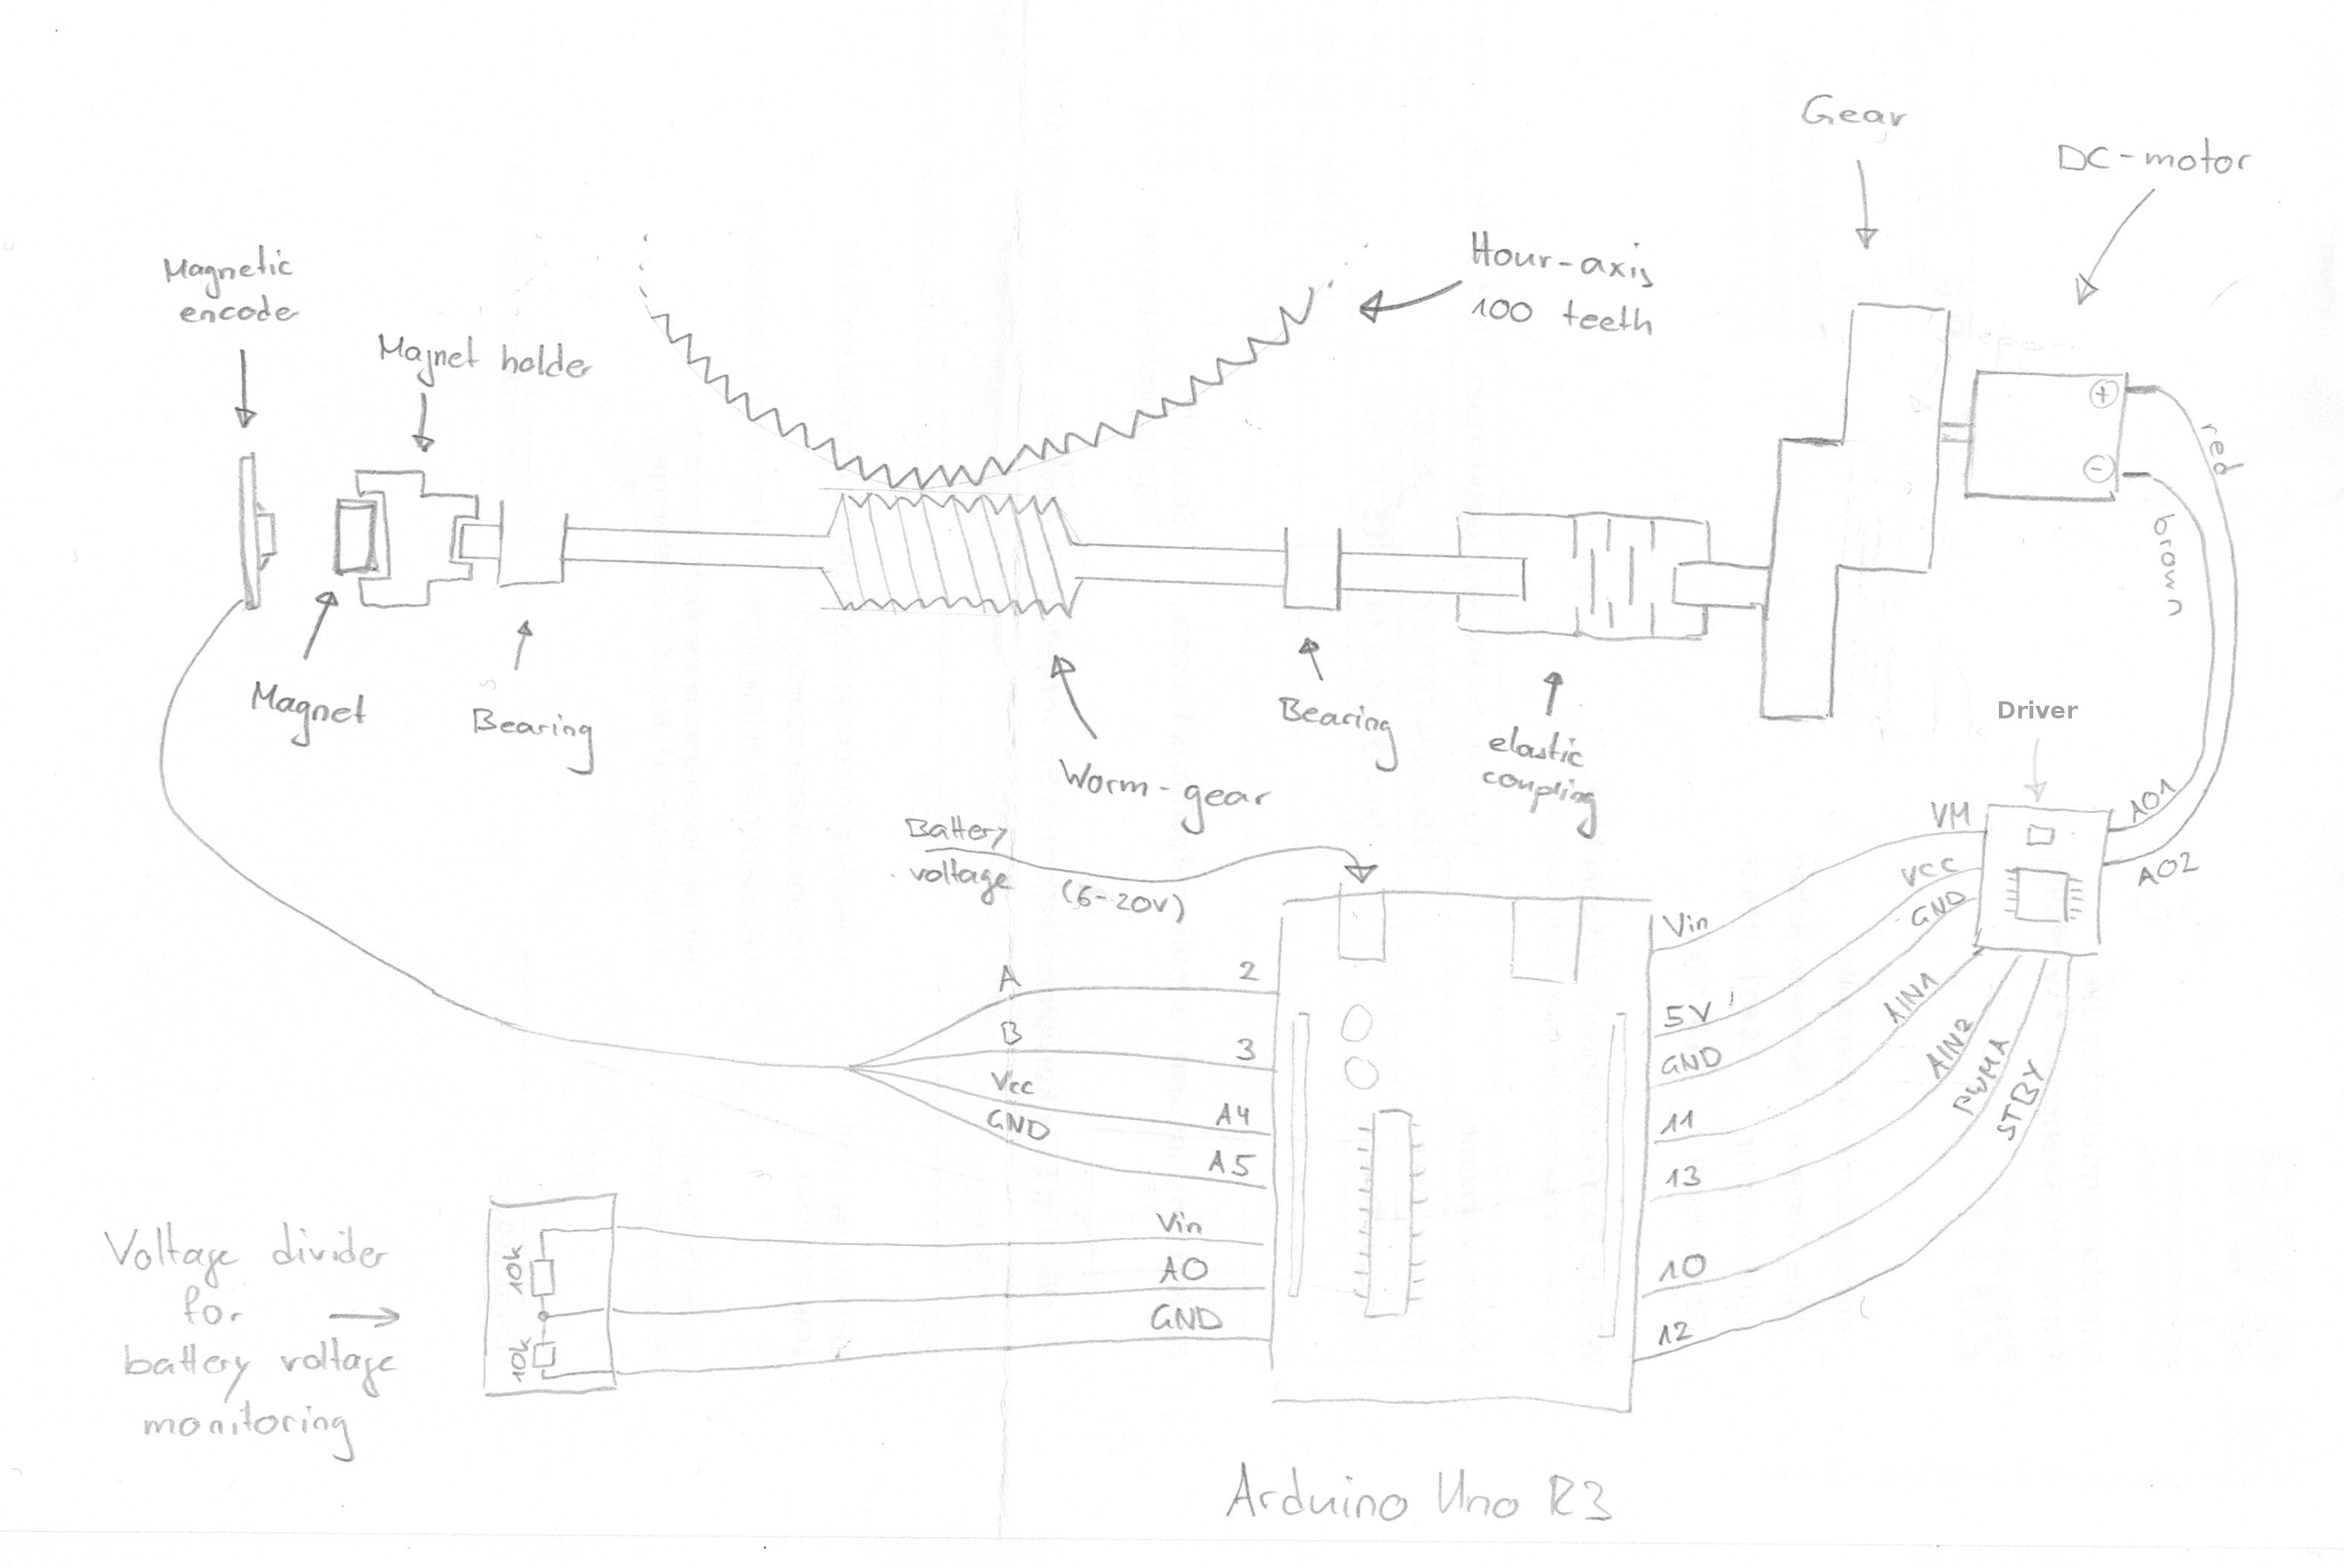 Gear
DC-motor
Hour-axis
100 teeth
Magnetic
encode
Magnet holder
+
-
red
brown
Magnet
Bearing
Worm-gear
Bearing
elastic
coupling
Driver
Battery
voltage
(6-20V)
VM
VCC
GND
AO1
AO2
AIN1
AIN2
PWMA
STBY
A
B
Vcc
GND
2
3
A4
A5
Vin
A0
GND
Vin
5V
GND
11
13
10
12
Voltage divider
for
battery voltage
monitoring
10k
10k
Arduino Uno R3